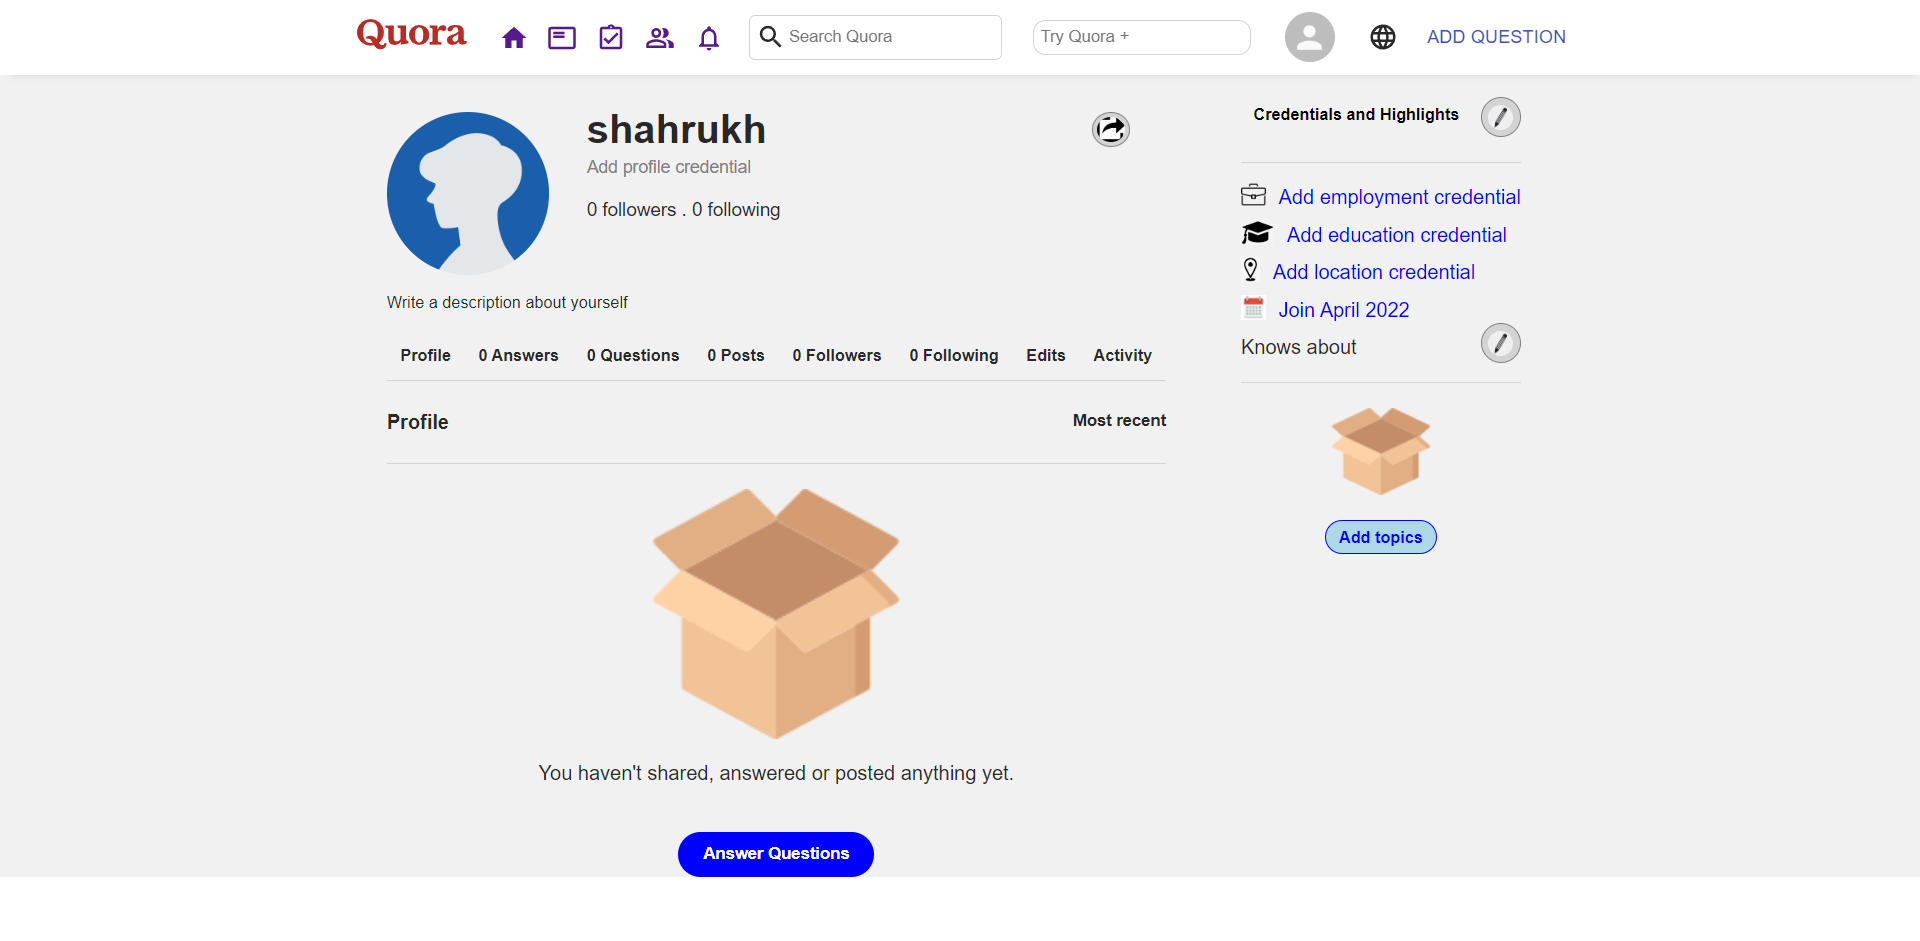 Quora
Search Quora
Try Quora +
ADD QUESTION
shahrukh
Add profile credential
0 followers . 0 following
Write a description about yourself
Profile 0 Answers 0 Questions 0 Posts 0 Followers 0 Following Edits Activity
Profile Most recent
You haven't shared, answered or posted anything yet.
Answer Questions
Credentials and Highlights
Add employment credential
Add education credential
Add location credential
Join April 2022
Knows about
Add topics